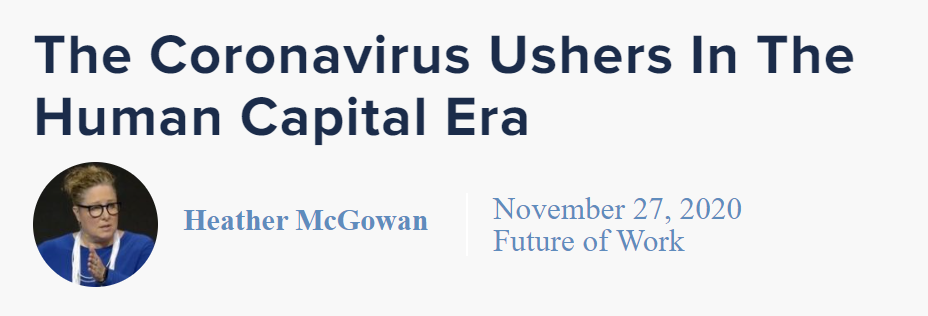 The Coronavirus Ushers In The
Human Capital Era
Heather McGowan
November 27, 2020
Future of Work